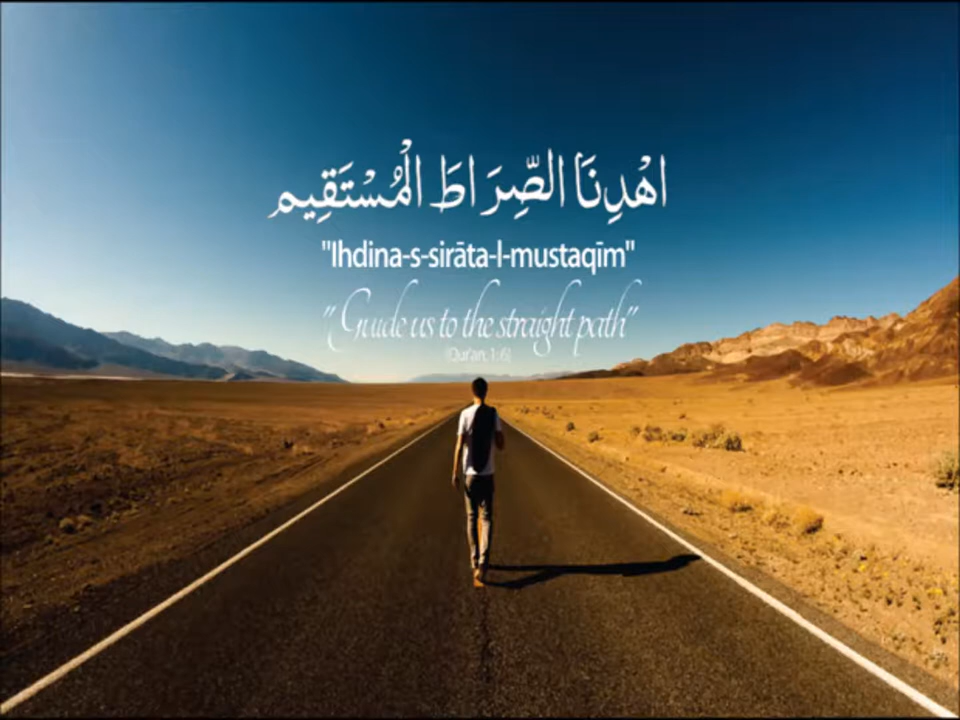 اهْدِنَا الصِّرَاطَ الْمُسْتَقِيمَ
"Ihdina-s-sirāta-l-mustaqīm"
"Guide us to the straight path"
(Qur'an, 1:6)